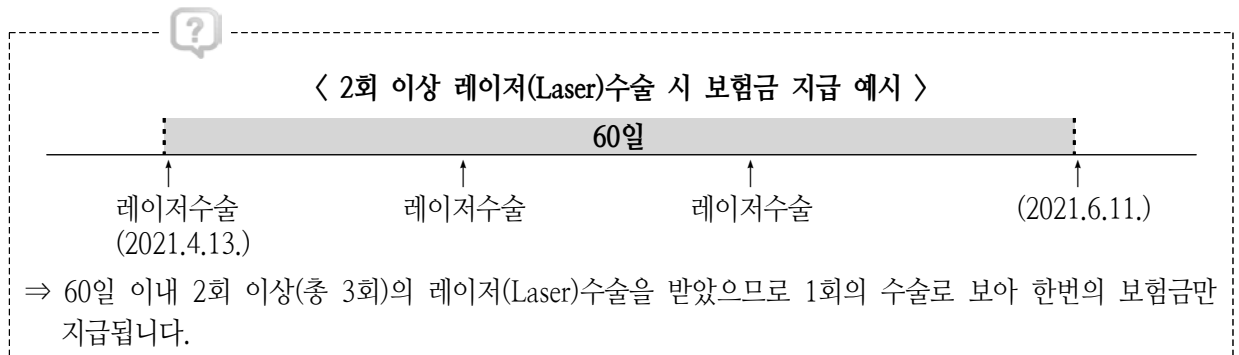 ?
< 2회 이상 레이저(Laser)수술 시 보험금 지급 예시 >
60일
레이저수술 레이저수술 레이저수술 (2021.6.11.)
(2021.4.13.)
⇒ 60일 이내 2회 이상(총 3회)의 레이저(Laser)수술을 받았으므로 1회의 수술로 보아 한번의 보험금만
지급됩니다.